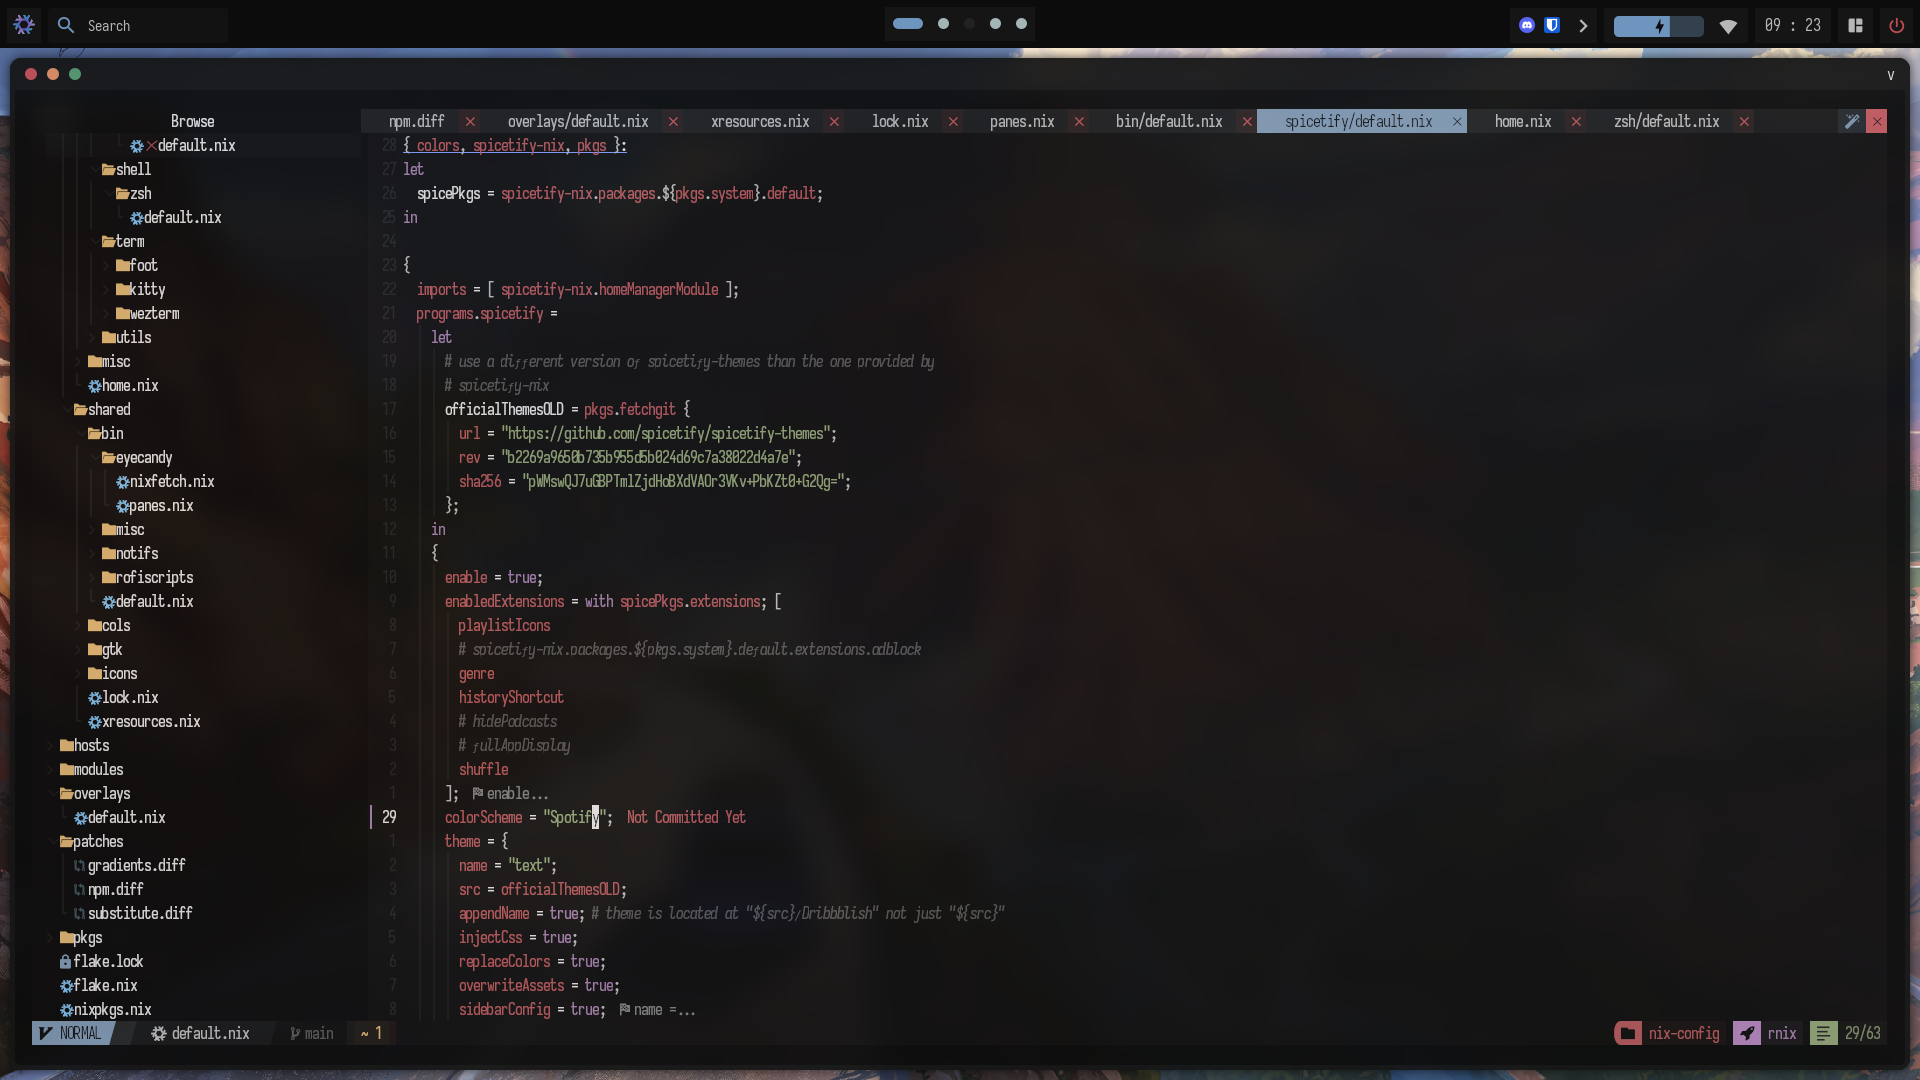 Search
09 : 23
v
Browse
npm.diff × overlays/default.nix × xresources.nix × lock.nix × panes.nix × bin/default.nix × spicetify/default.nix × home.nix × zsh/default.nix ×
default.nix
shell
zsh
default.nix
term
foot
kitty
wezterm
utils
misc
home.nix
shared
bin
eyecandy
nixfetch.nix
panes.nix
misc
notifs
rofiscripts
default.nix
cols
gtk
icons
lock.nix
xresources.nix
hosts
modules
overlays
default.nix
patches
gradients.diff
npm.diff
substitute.diff
pkgs
flake.lock
flake.nix
nixpkgs.nix
28 { colors, spicetify-nix, pkgs }:
27 let
26 spicePkgs = spicetify-nix.packages.${pkgs.system}.default;
25 in
24
23 {
22 imports = [ spicetify-nix.homeManagerModule ];
21 programs.spicetify =
20 let
19 # use a different version of spicetify-themes than the one provided by
18 # spicetify-nix
17 officialThemesOLD = pkgs.fetchgit {
16 url = "https://github.com/spicetify/spicetify-themes";
15 rev = "b2269a9650b735b955d5b024d69c7a38022d4a7e";
14 sha256 = "pWMswQJ7uGBPTmlZjdHoBXdVAOr3VKv+PbKZt0+G2Qg=";
13 };
12 in
11 {
10 enable = true;
9 enabledExtensions = with spicePkgs.extensions; [
8 playlistIcons
7 # spicetify-nix.packages.${pkgs.system}.default.extensions.adblock
6 genre
5 historyShortcut
4 # hidePodcasts
3 # fullAppDisplay
2 shuffle
1 ]; enable...
29 colorScheme = "Spotify"; Not Committed Yet
1 theme = {
2 name = "text";
3 src = officialThemesOLD;
4 appendName = true; # theme is located at "${src}/Dribbblish" not just "${src}"
5 injectCss = true;
6 replaceColors = true;
7 overwriteAssets = true;
8 sidebarConfig = true; name =...
NORMAL default.nix main ~ 1 nix-config rnix 29/63